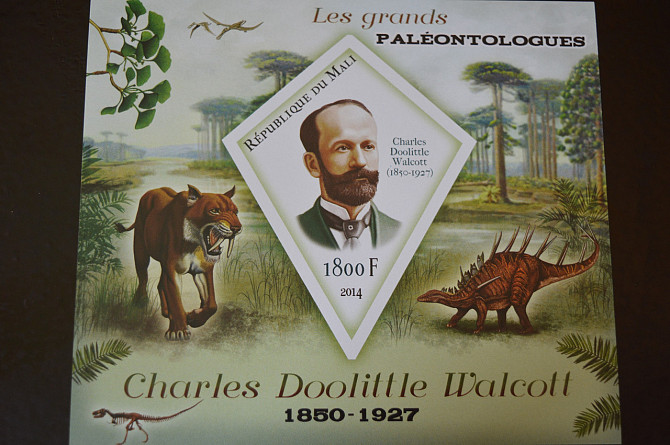 Les grands
PALÉONTOLOGUES
RÉPUBLIQUE DU MALI
Charles
Doolittle
Walcott
(1850-1927)
1800 F
2014
Charles Doolittle Walcott
1850-1927